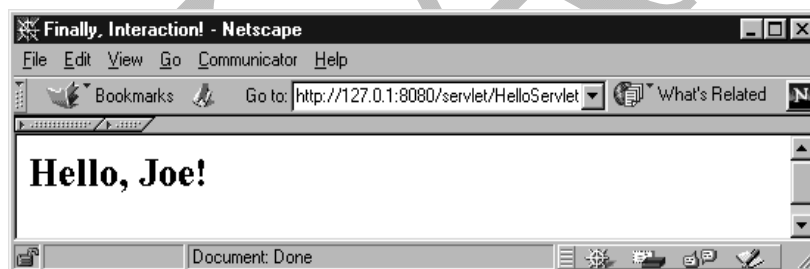 Finally, Interaction! - Netscape
File Edit View Go Communicator Help
Bookmarks Go to: http://127.0.1:8080/servlet/HelloServlet What's Related N
Hello, Joe!
Document: Done